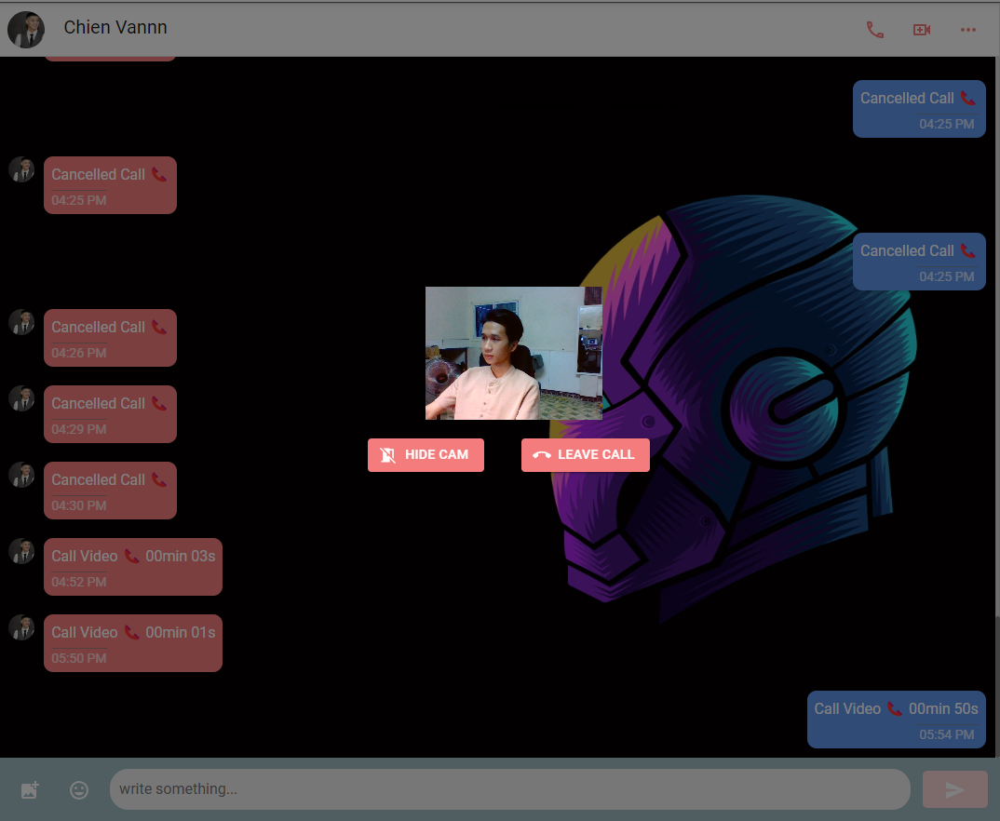 Chien Vannn
Cancelled Call
04:25 PM
Cancelled Call
04:25 PM
Cancelled Call
04:25 PM
Cancelled Call
04:26 PM
Cancelled Call
04:29 PM
HIDE CAM
LEAVE CALL
Cancelled Call
04:30 PM
Call Video 00min 03s
04:52 PM
Call Video 00min 01s
05:50 PM
Call Video 00min 50s
05:54 PM
write something...